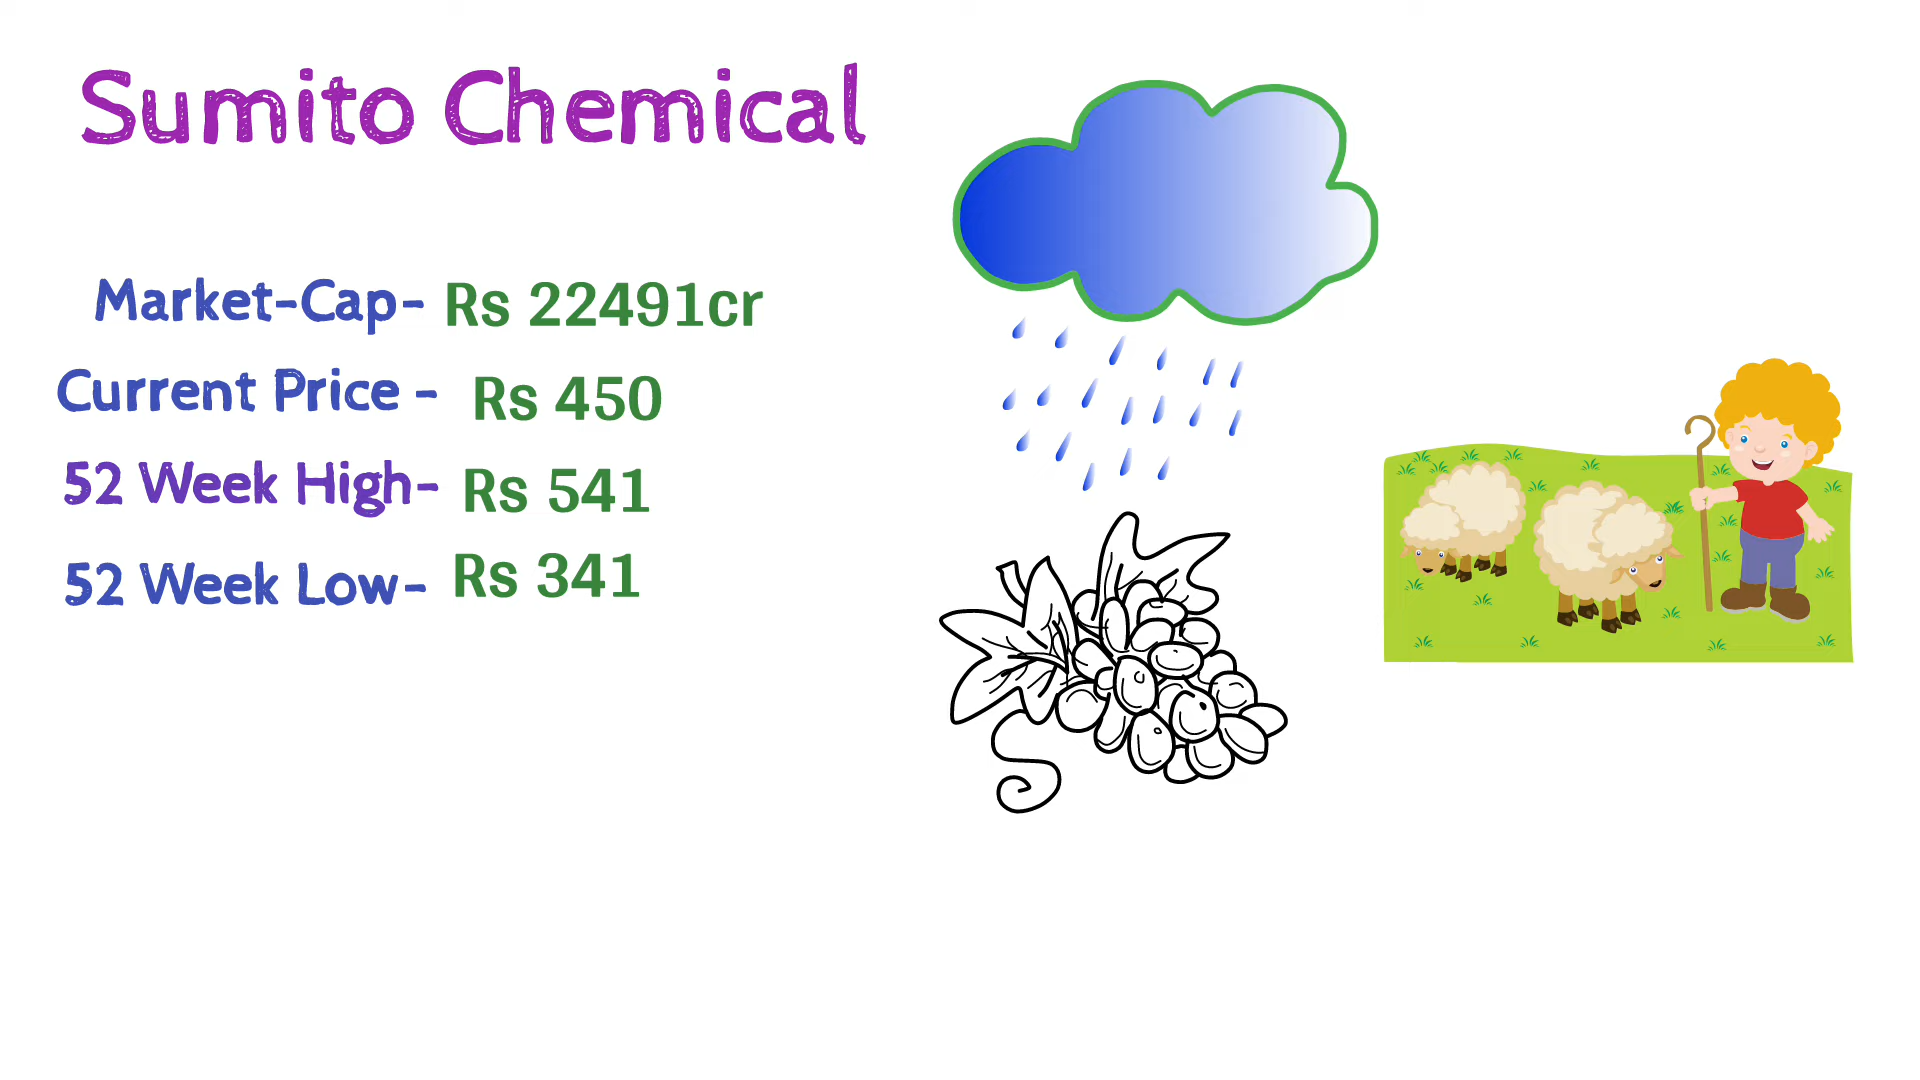 Sumito Chemical
Market-Cap- Rs 22491cr
Current Price - Rs 450
52 Week High- Rs 541
52 Week Low- Rs 341